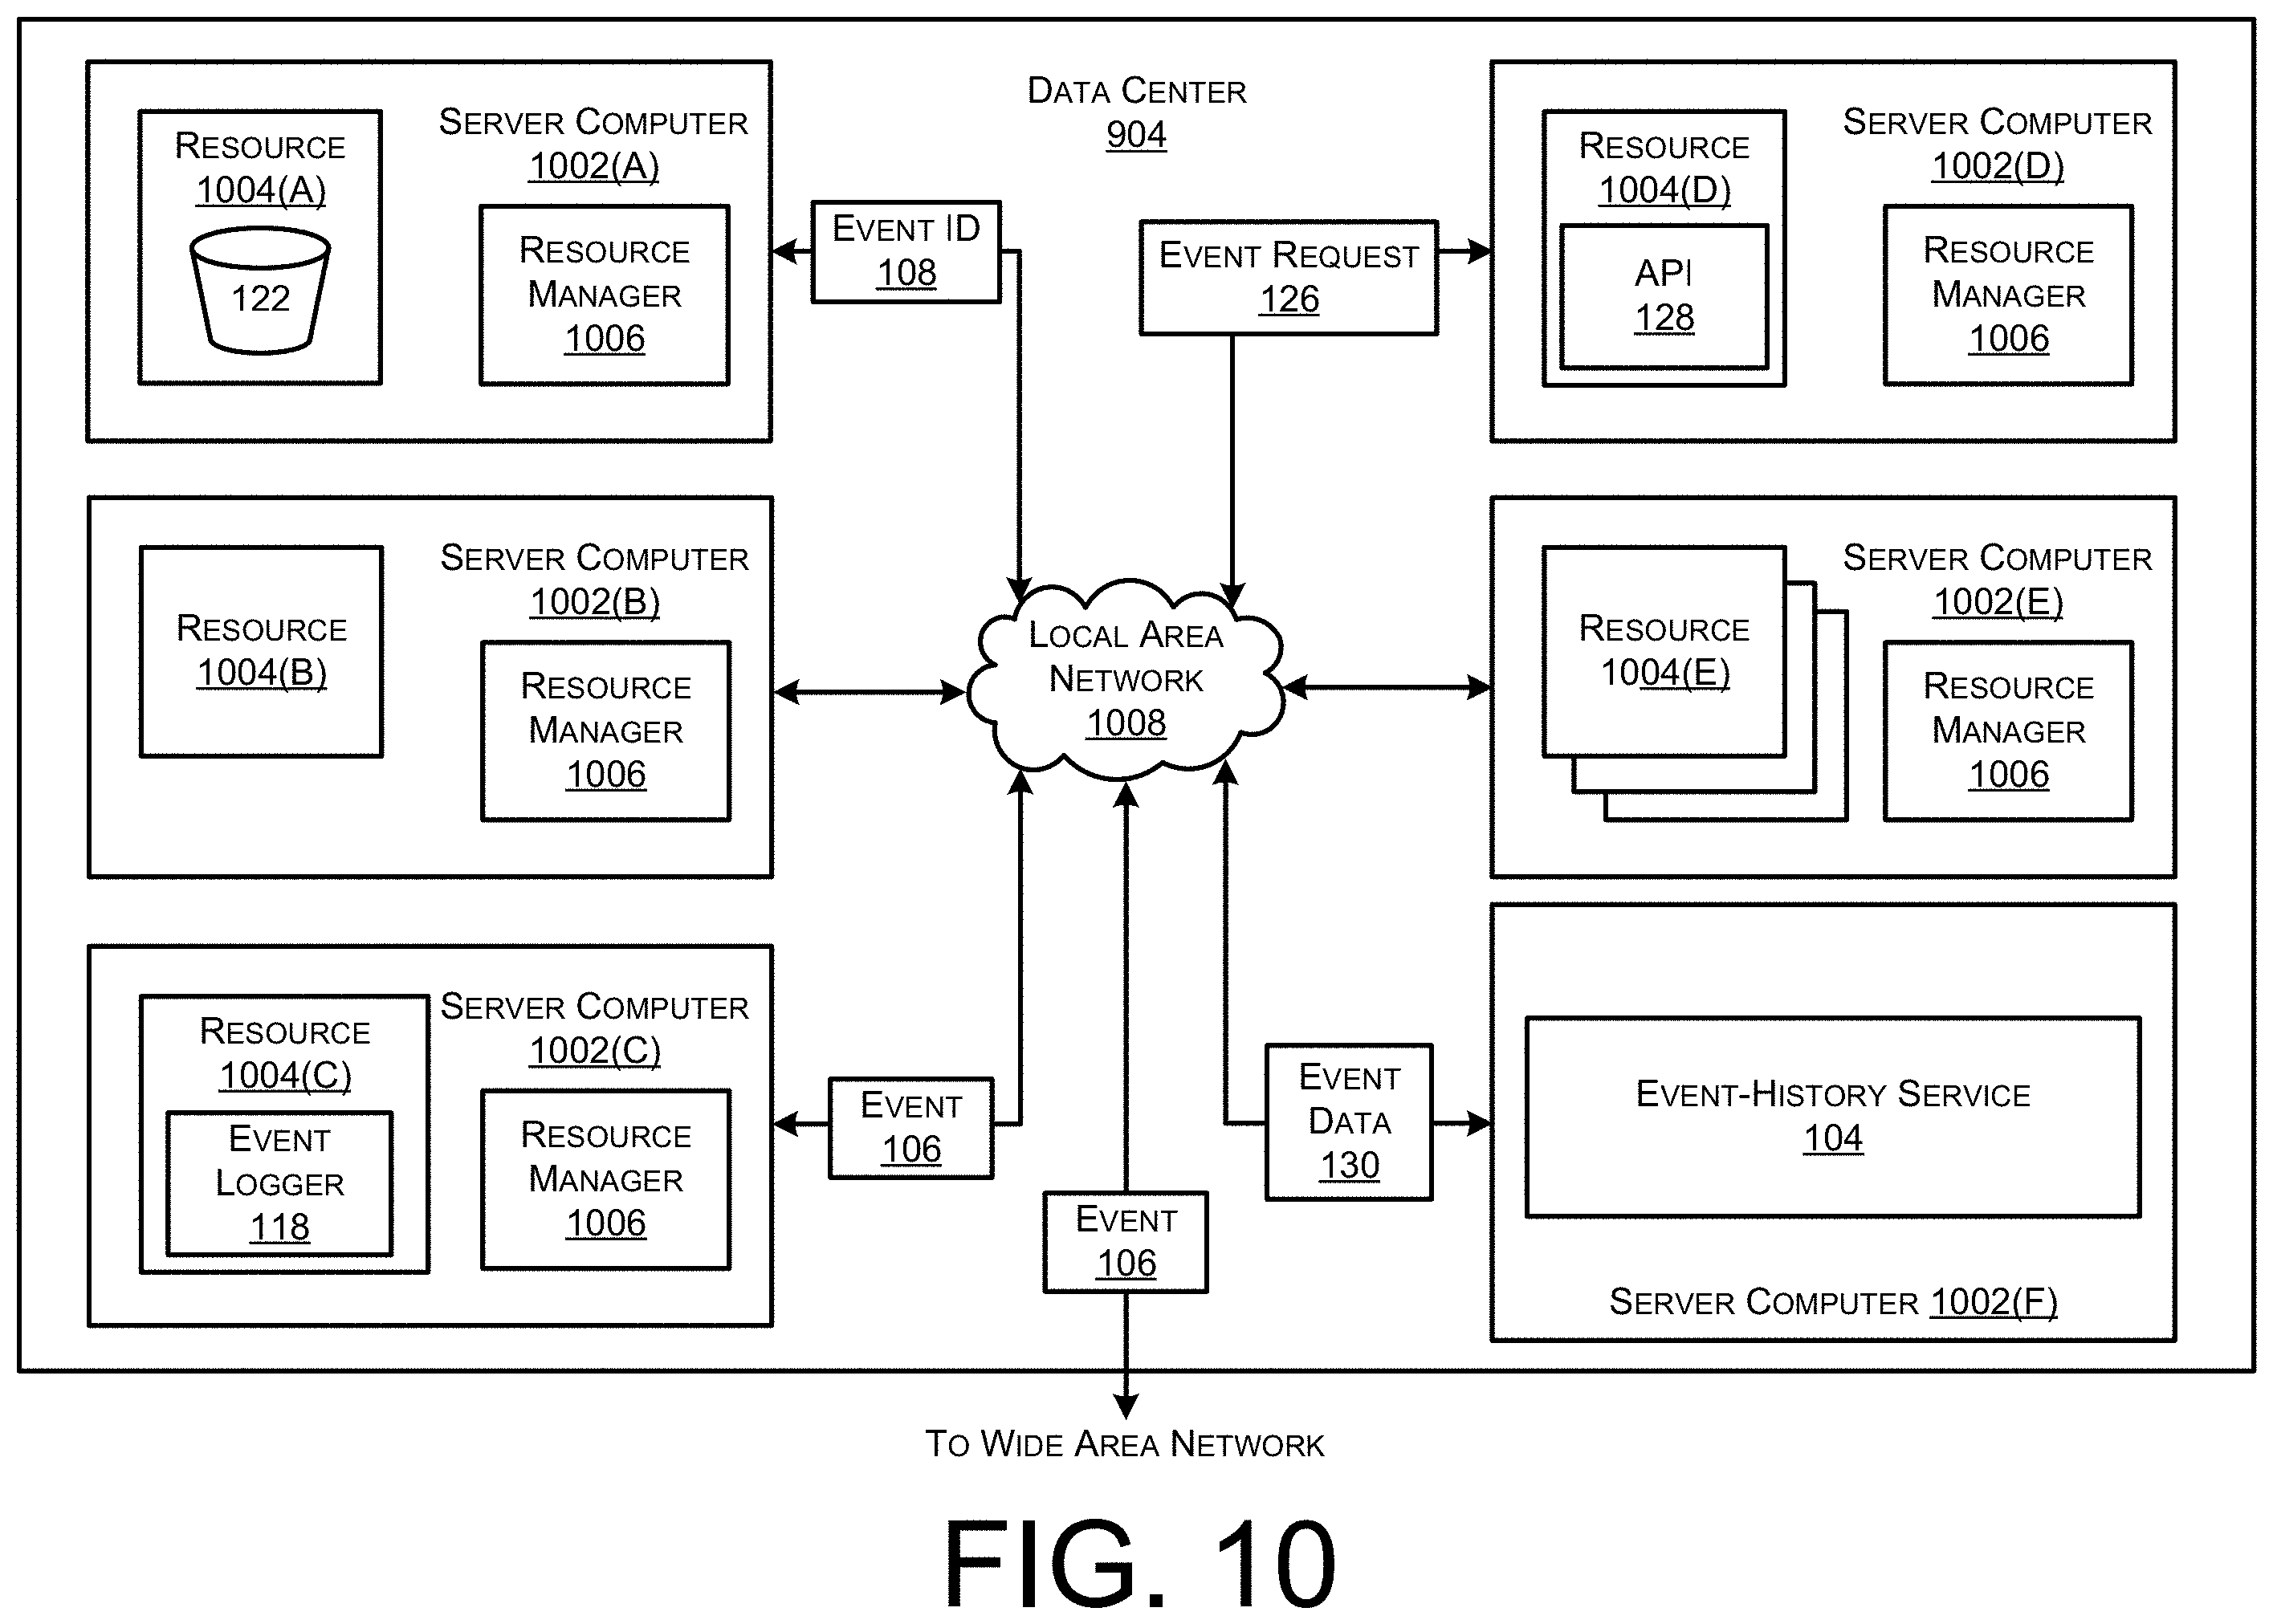 Data Center
904
Resource
1004(A)
122
Server Computer
1002(A)
Resource
Manager
1006
Event ID
108
Event Request
126
Resource
1004(D)
API
128
Server Computer
1002(D)
Resource
Manager
1006
Resource
1004(B)
Server Computer
1002(B)
Resource
Manager
1006
Local Area
Network
1008
Resource
1004(E)
Server Computer
1002(E)
Resource
Manager
1006
Resource
1004(C)
Event
Logger
118
Server Computer
1002(C)
Resource
Manager
1006
Event
106
Event
106
Event
Data
130
Event-History Service
104
Server Computer 1002(F)
To Wide Area Network
FIG. 10